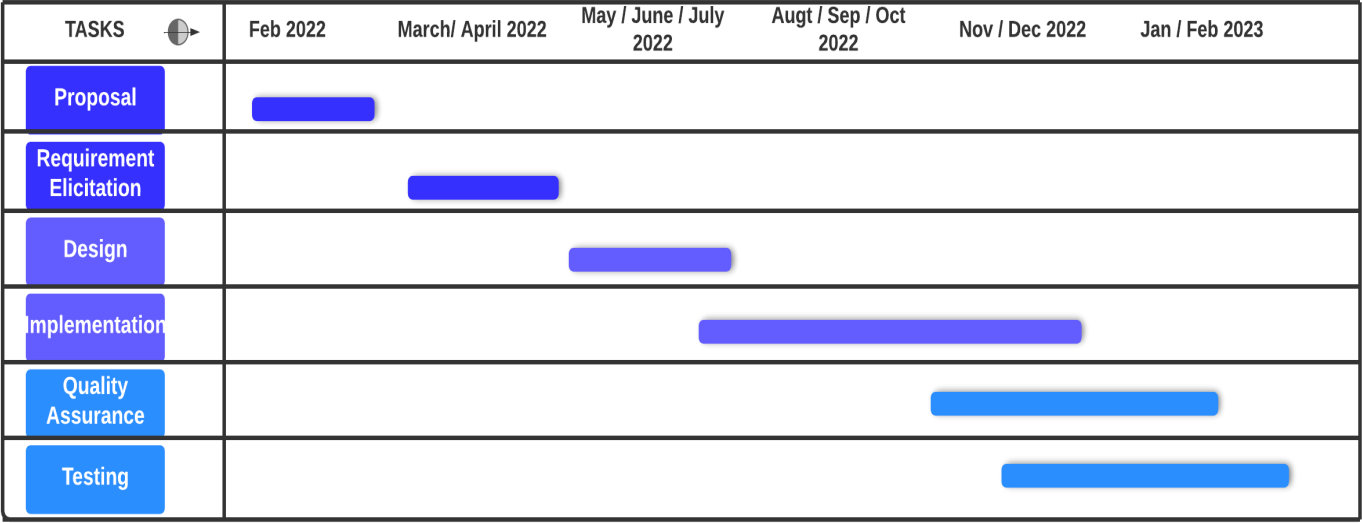 TASKS
Feb 2022
March/ April 2022
May / June / July
2022
Augt / Sep / Oct
2022
Nov / Dec 2022
Jan / Feb 2023
Proposal
Requirement
Elicitation
Design
Implementation
Quality
Assurance
Testing